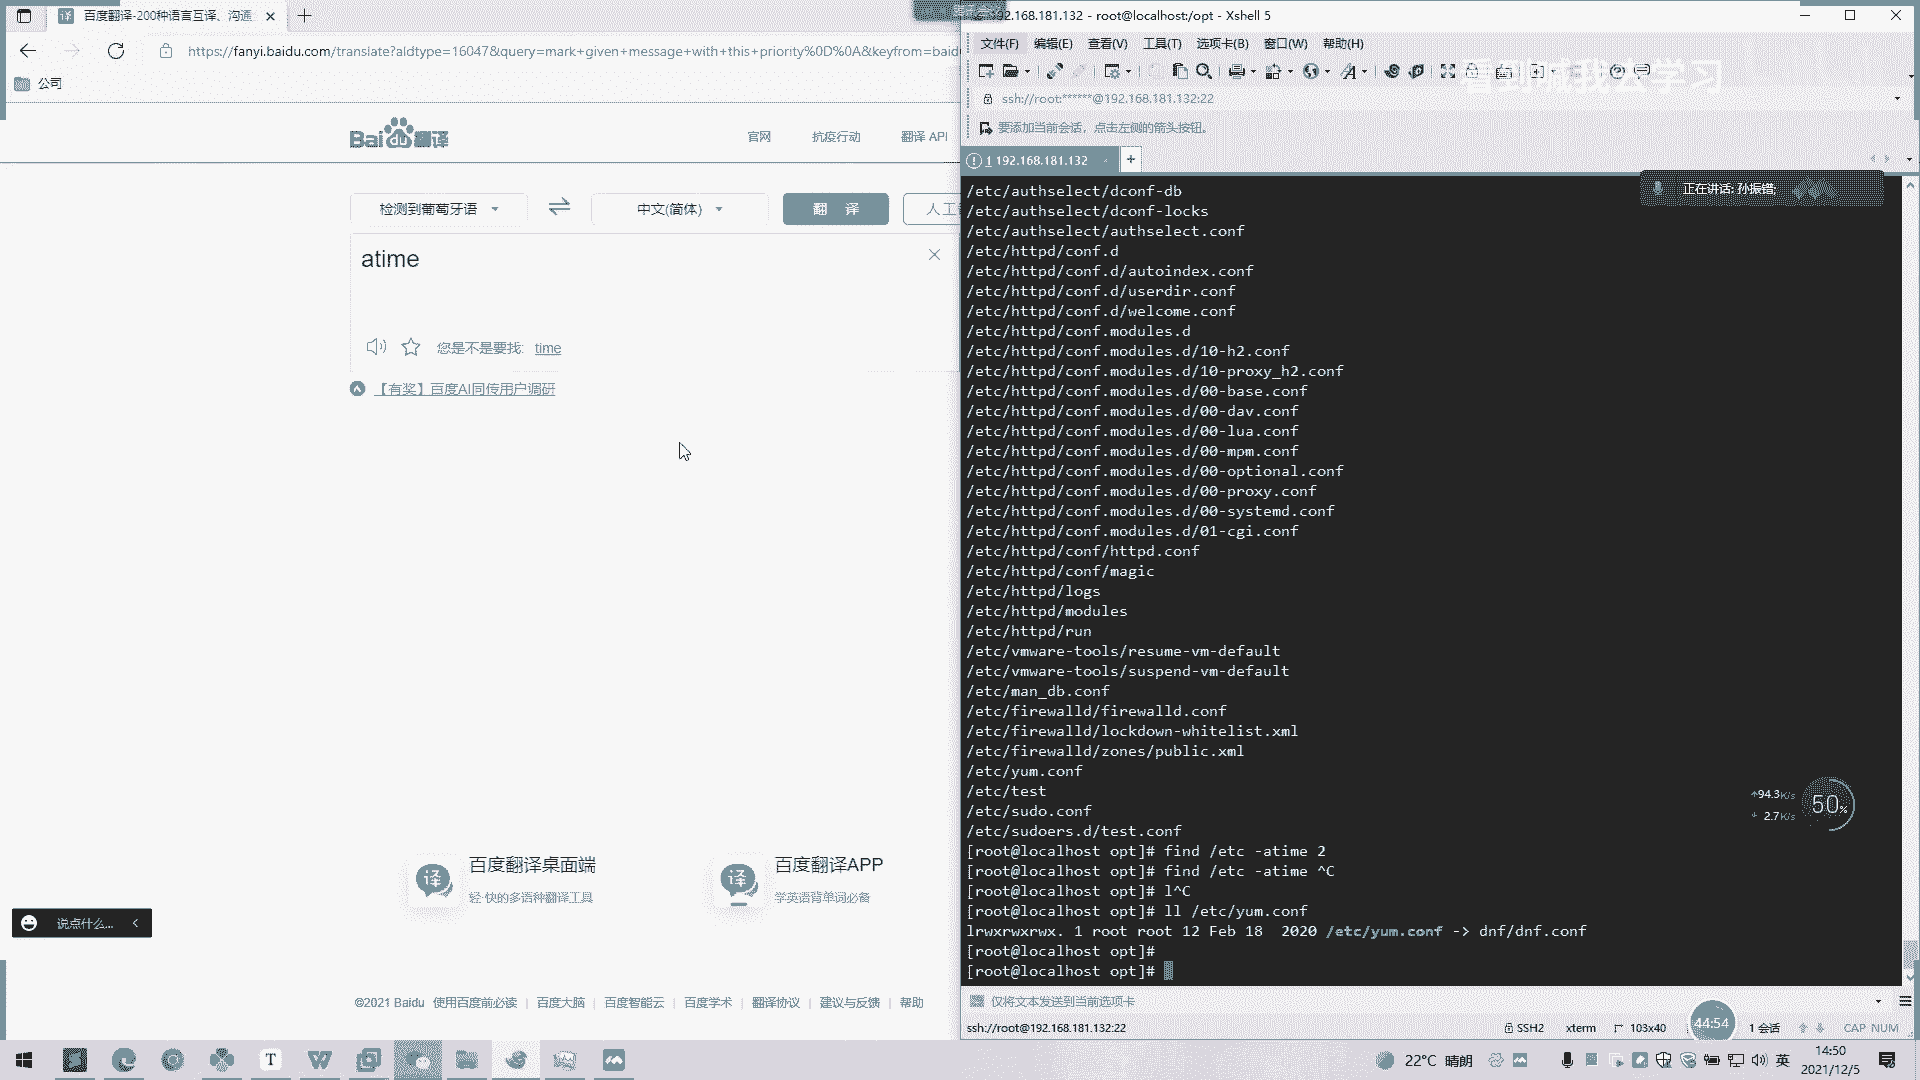 百度翻译-200种语言互译、沟通
https://fanyi.baidu.com/translate?aldtype=16047&query=mark+given+message+with+this+priority%0D%0A&keyfrom=baid
公司
Bai du 翻译
官网
抗疫行动
翻译 API
检测到葡萄牙语
中文(简体)
翻 译
人工
atime
您是不是要找: time
【有奖】百度AI同传用户调研
百度翻译桌面端
轻·快的多语种翻译工具
百度翻译APP
学英语背单词必备
说点什么...
©2021 Baidu 使用百度前必读 | 百度大脑 | 百度智能云 | 百度学术 | 翻译协议 | 建议与反馈 | 帮助
92.168.181.132 - root@localhost:/opt - Xshell 5
文件(F) 编辑(E) 查看(V) 工具(T) 选项卡(B) 窗口(W) 帮助(H)
看到喊我去学习
ssh://root:******@192.168.181.132:22
要添加当前会话，点击左侧的箭头按钮。
1 192.168.181.132
正在讲话: 孙振锴;
/etc/authselect/dconf-db
/etc/authselect/dconf-locks
/etc/authselect/authselect.conf
/etc/httpd/conf.d
/etc/httpd/conf.d/autoindex.conf
/etc/httpd/conf.d/userdir.conf
/etc/httpd/conf.d/welcome.conf
/etc/httpd/conf.modules.d
/etc/httpd/conf.modules.d/10-h2.conf
/etc/httpd/conf.modules.d/10-proxy_h2.conf
/etc/httpd/conf.modules.d/00-base.conf
/etc/httpd/conf.modules.d/00-dav.conf
/etc/httpd/conf.modules.d/00-lua.conf
/etc/httpd/conf.modules.d/00-mpm.conf
/etc/httpd/conf.modules.d/00-optional.conf
/etc/httpd/conf.modules.d/00-proxy.conf
/etc/httpd/conf.modules.d/00-systemd.conf
/etc/httpd/conf.modules.d/01-cgi.conf
/etc/httpd/conf/httpd.conf
/etc/httpd/conf/magic
/etc/httpd/logs
/etc/httpd/modules
/etc/httpd/run
/etc/vmware-tools/resume-vm-default
/etc/vmware-tools/suspend-vm-default
/etc/man_db.conf
/etc/firewalld/firewalld.conf
/etc/firewalld/lockdown-whitelist.xml
/etc/firewalld/zones/public.xml
/etc/yum.conf
/etc/test
/etc/sudo.conf
/etc/sudoers.d/test.conf
[root@localhost opt]# find /etc -atime 2
[root@localhost opt]# find /etc -atime ^C
[root@localhost opt]# l^C
[root@localhost opt]# ll /etc/yum.conf
lrwxrwxrwx. 1 root root 12 Feb 18  2020 /etc/yum.conf -> dnf/dnf.conf
[root@localhost opt]#
[root@localhost opt]#
↑94.3K/s
↓ 2.7K/s
50%
仅将文本发送到当前选项卡
ssh://root@192.168.181.132:22
SSH2
xterm
103x40
44:54
1 会话
CAP NUM
22°C 晴朗
英
14:50
2021/12/5